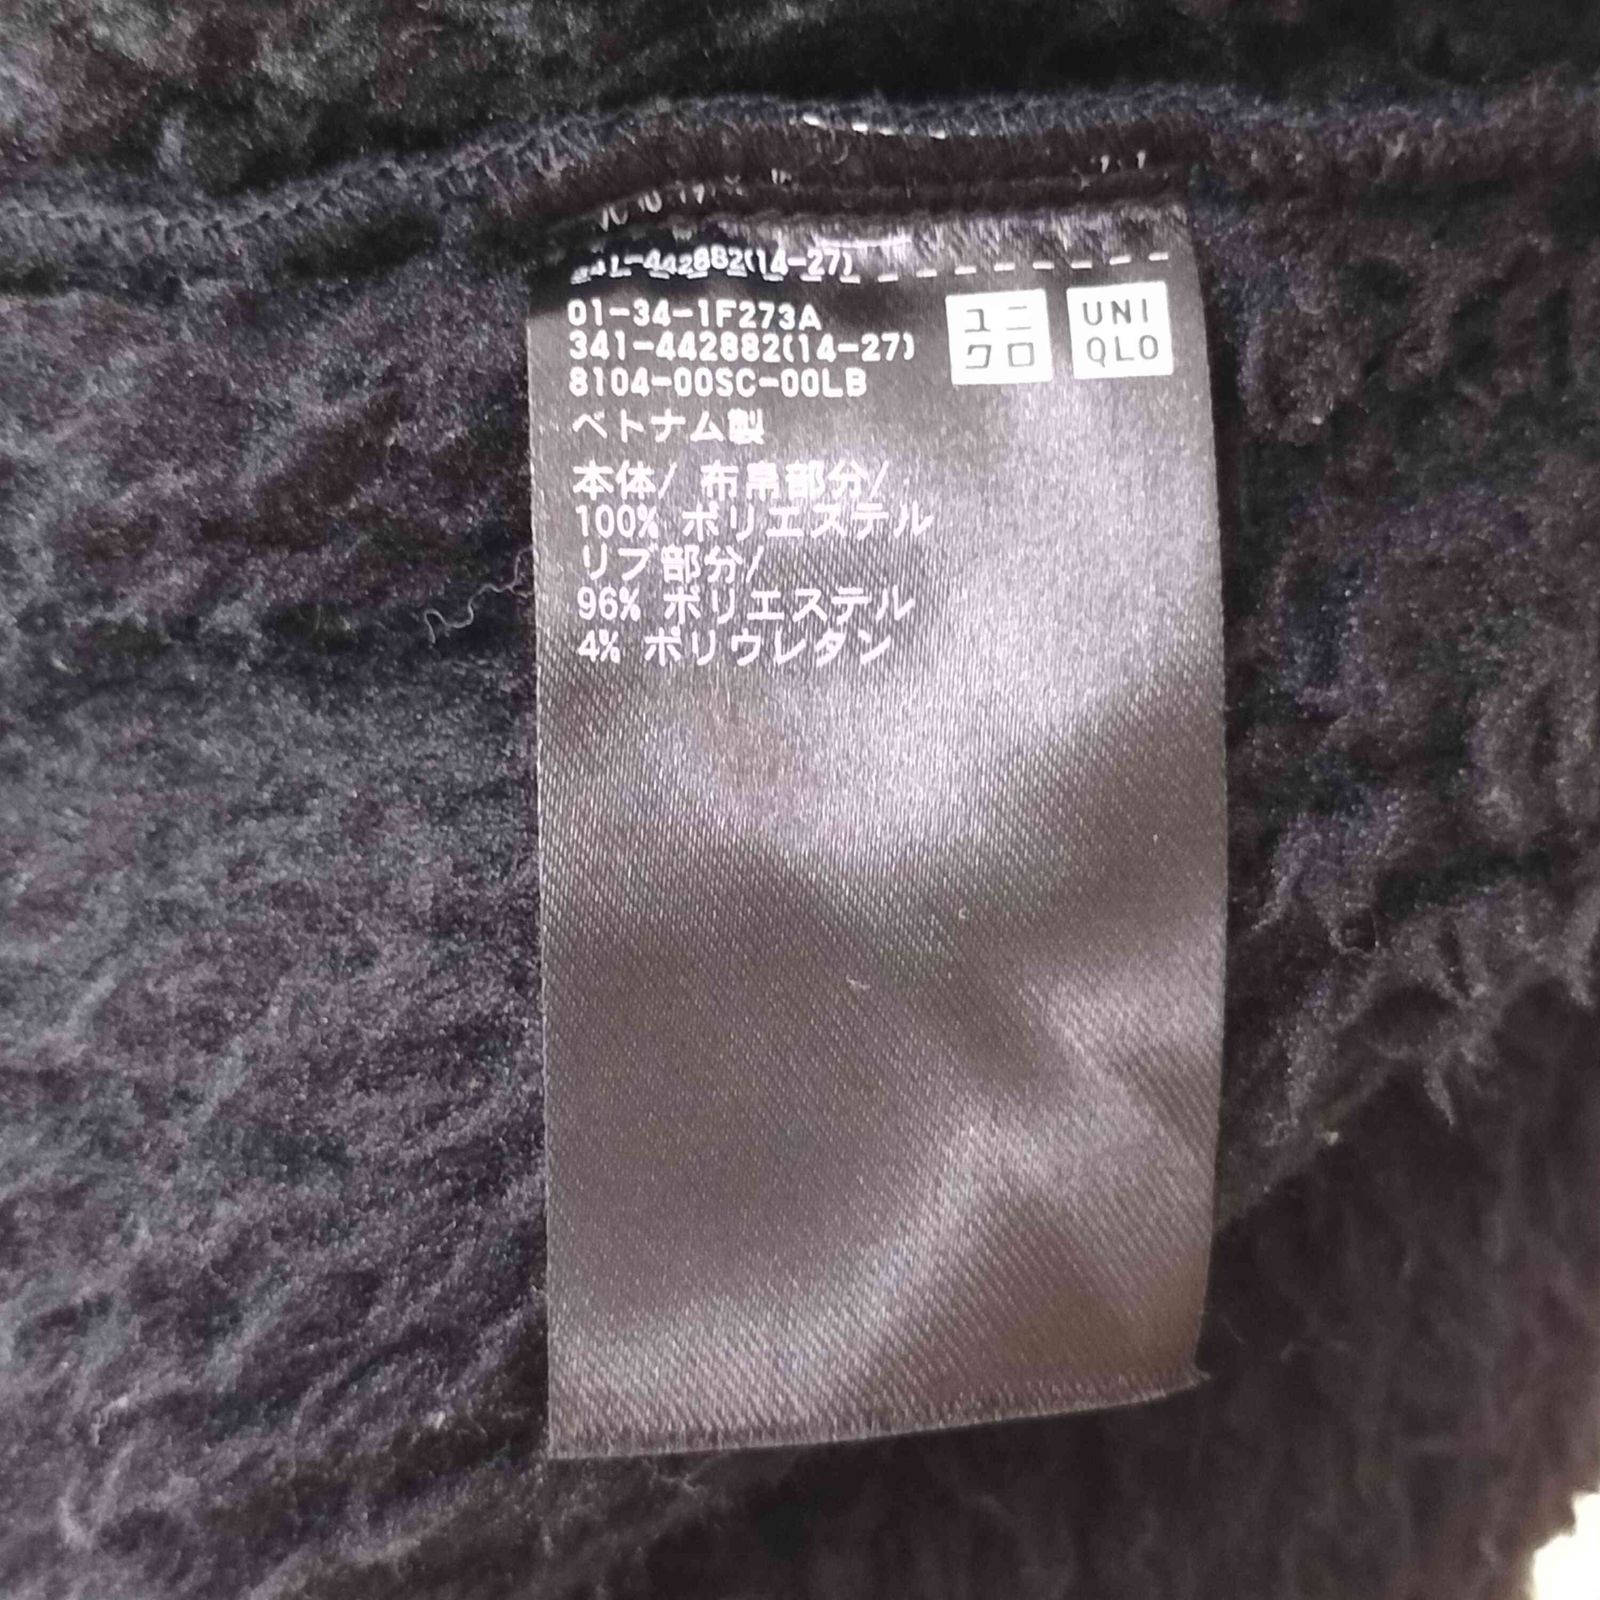 341-442882(14-27)
01-34-1F273A
341-442882(14-27)
8104-00SC-00LB
ユニクロ
UNIQLO
ベトナム製
本体/ 布帛部分/
100% ポリエステル
リブ部分/
96% ポリエステル
4% ポリウレタン